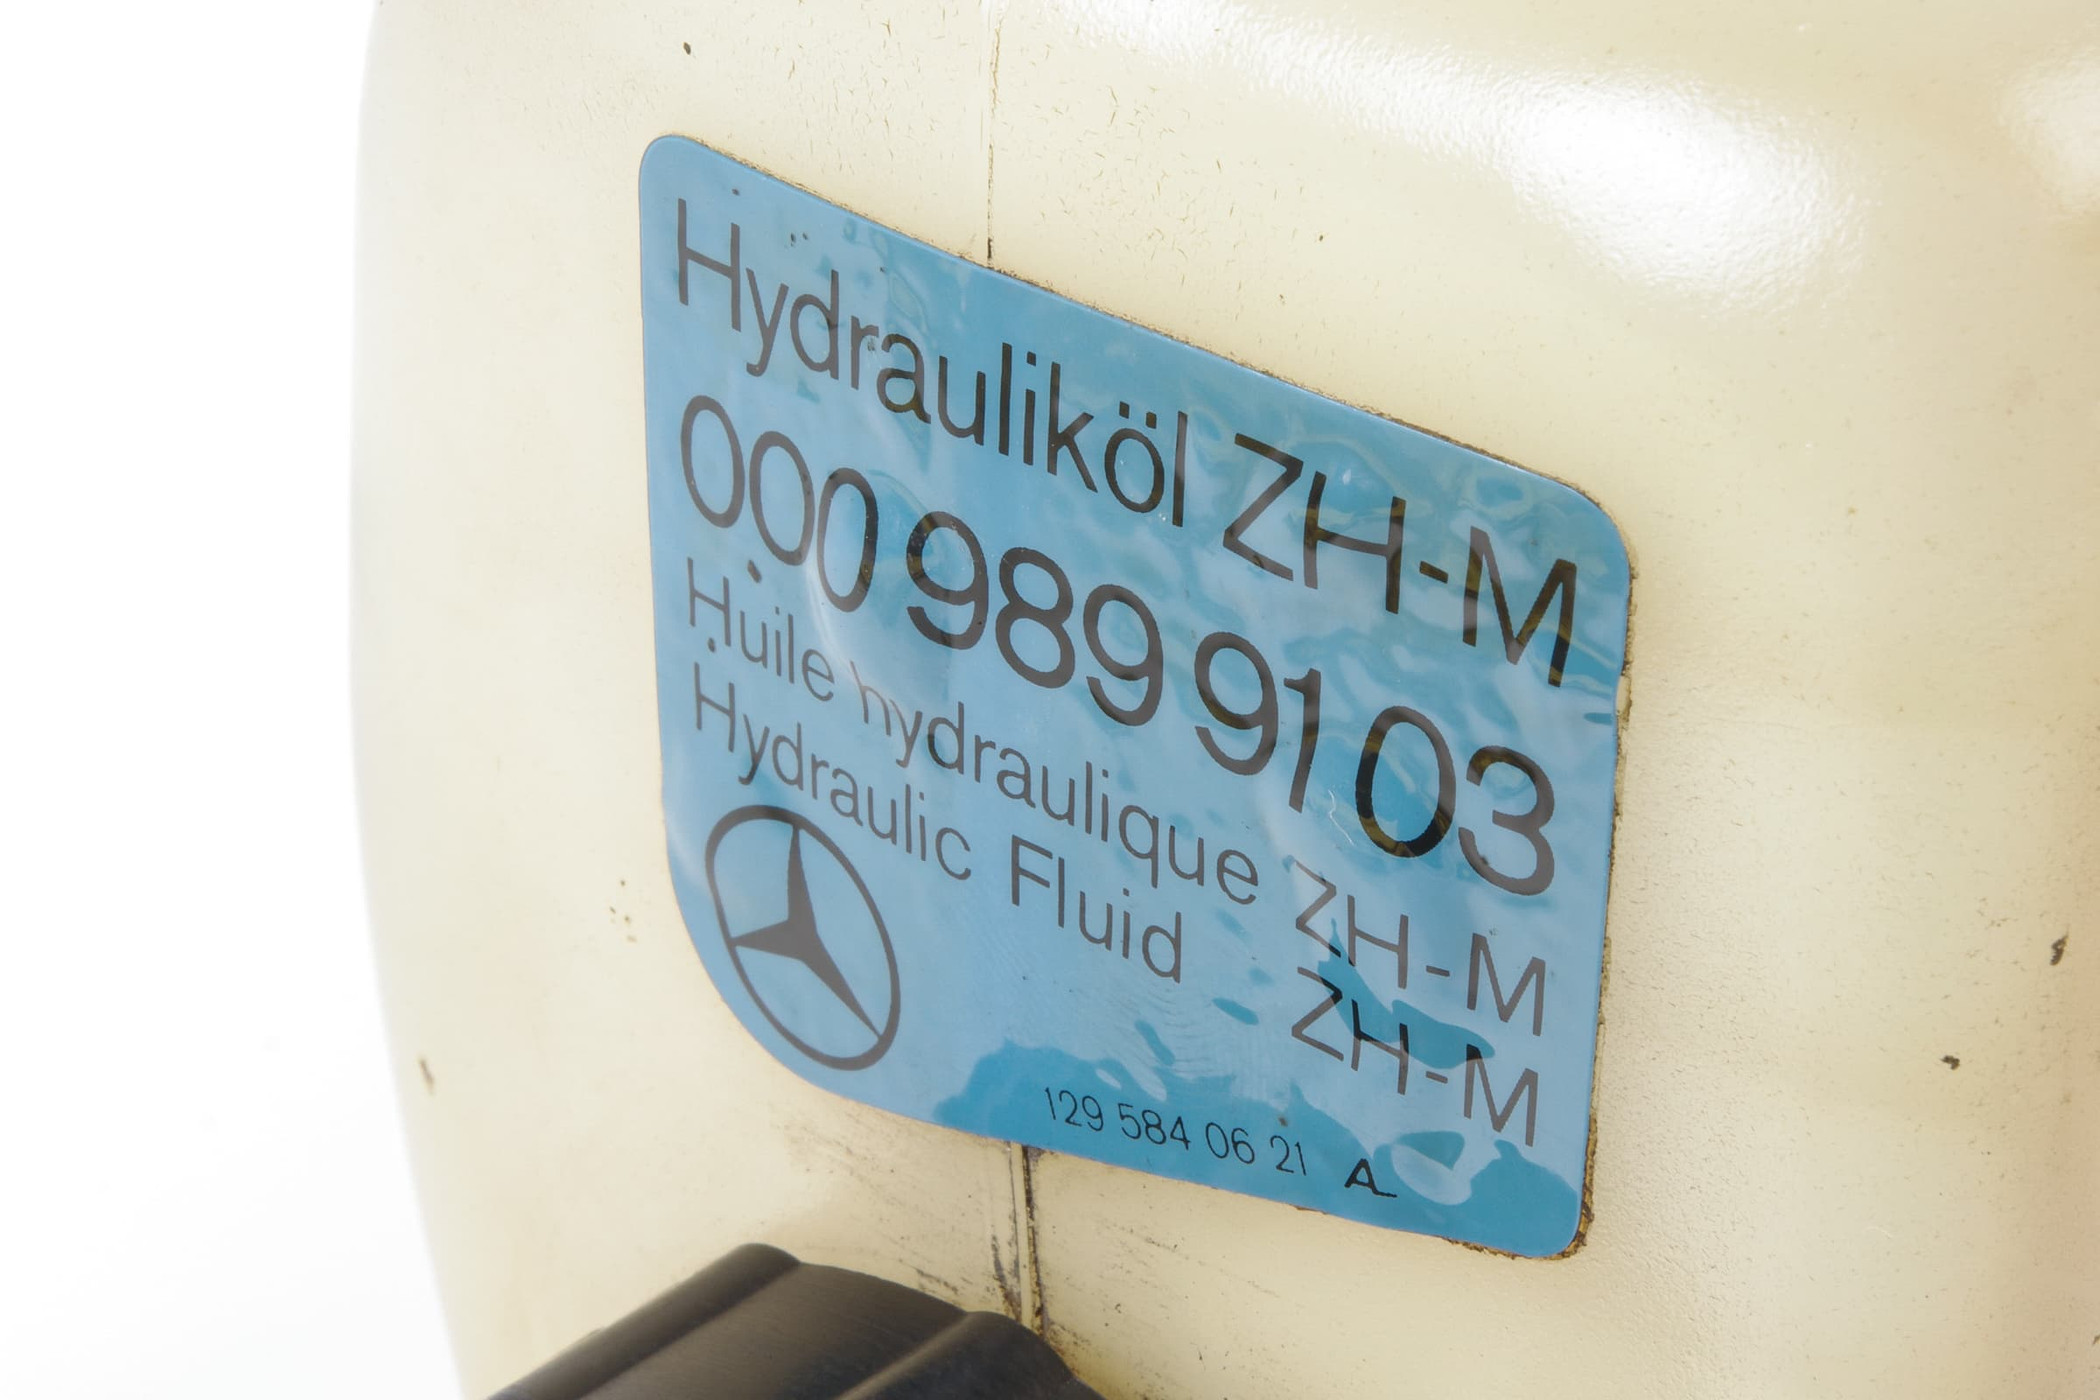 Hydrauliköl ZH-M
000 989 91 03
Huile hydraulique ZH-M
Hydraulic Fluid ZH-M
129 584 06 21 A